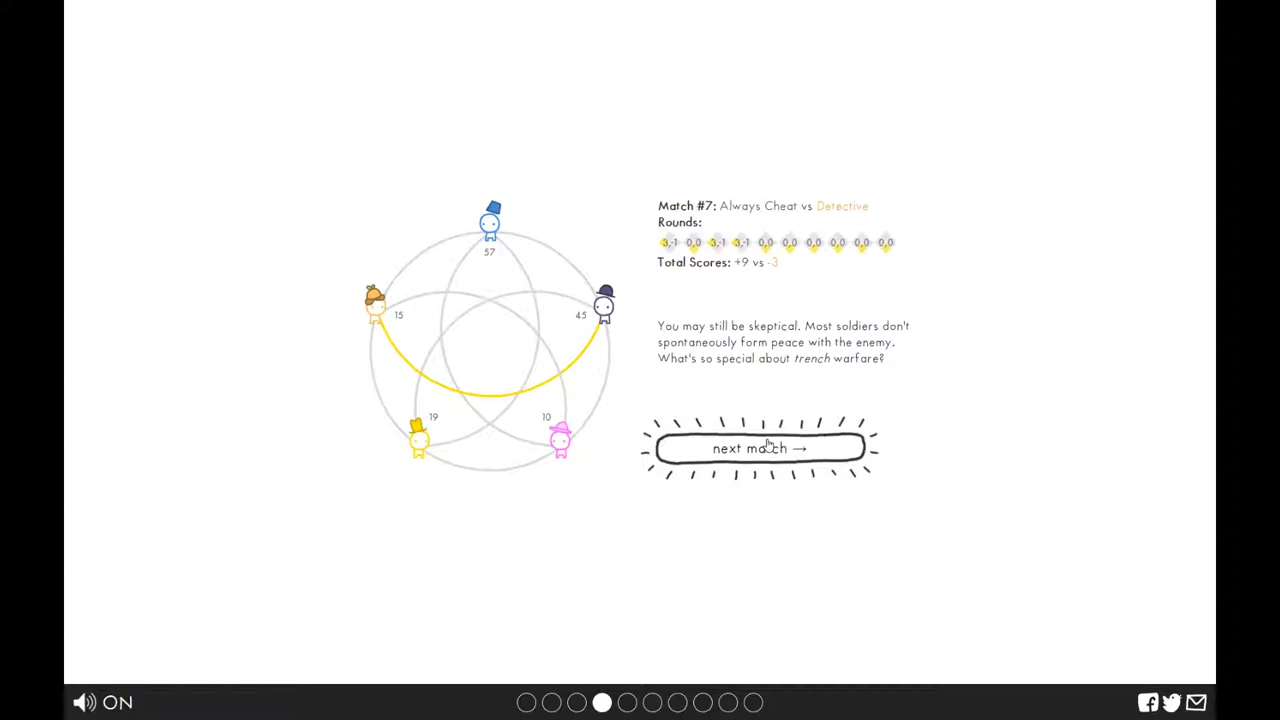 Match #7: Always Cheat vs Detective
Rounds:
3,-1 0,0 3,-1 3,-1 0,0 0,0 0,0 0,0 0,0 0,0
Total Scores: +9 vs -3
57
15
45
You may still be skeptical. Most soldiers don't
spontaneously form peace with the enemy.
What's so special about trench warfare?
19
10
next match →
ON